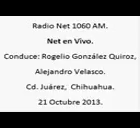 Radio Net 1060 AM.
Net en Vivo.
Conduce: Rogelio González Quiroz,
Alejandro Velasco.
Cd. Juárez, Chihuahua.
21 Octubre 2013.